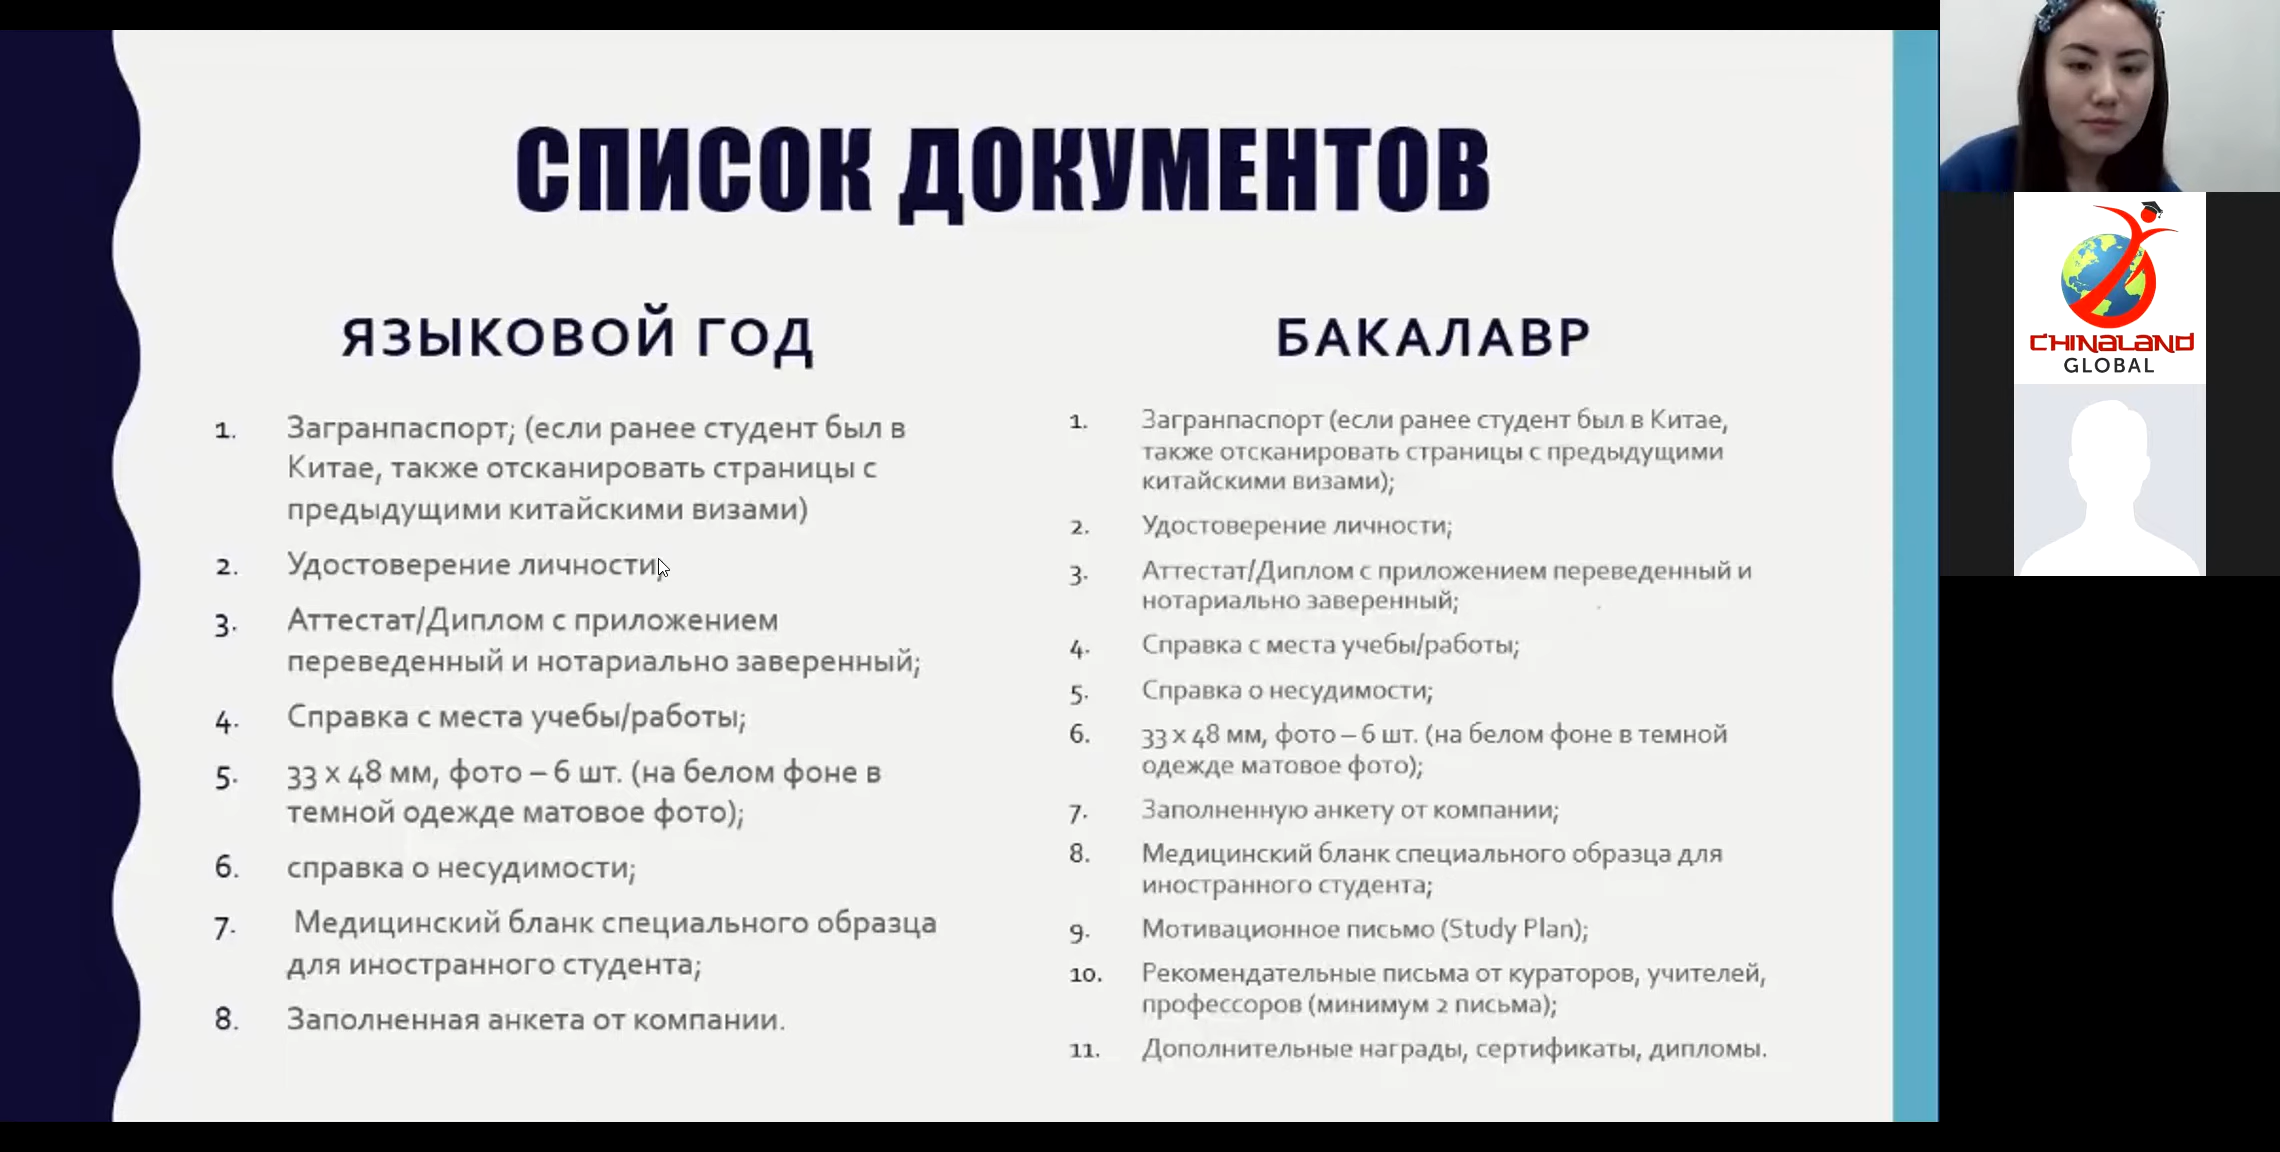 СПИСОК ДОКУМЕНТОВ
ЯЗЫКОВОЙ ГОД
1. Загранпаспорт; (если ранее студент был в
Китае, также отсканировать страницы с
предыдущими китайскими визами)
2. Удостоверение личности;
3. Аттестат/Диплом с приложением
переведенный и нотариально заверенный;
4. Справка с места учебы/работы;
5. 33 х 48 мм, фото – 6 шт. (на белом фоне в
темной одежде матовое фото);
6. справка о несудимости;
7. Медицинский бланк специального образца
для иностранного студента;
8. Заполненная анкета от компании.
БАКАЛАВР
1. Загранпаспорт (если ранее студент был в Китае,
также отсканировать страницы с предыдущими
китайскими визами);
2. Удостоверение личности;
3. Аттестат/Диплом с приложением переведенный и
нотариально заверенный;
4. Справка с места учебы/работы;
5. Справка о несудимости;
6. 33 х 48 мм, фото – 6 шт. (на белом фоне в темной
одежде матовое фото);
7. Заполненную анкету от компании;
8. Медицинский бланк специального образца для
иностранного студента;
9. Мотивационное письмо (Study Plan);
10. Рекомендательные письма от кураторов, учителей,
профессоров (минимум 2 письма);
11. Дополнительные награды, сертификаты, дипломы.
CHINALAND
GLOBAL